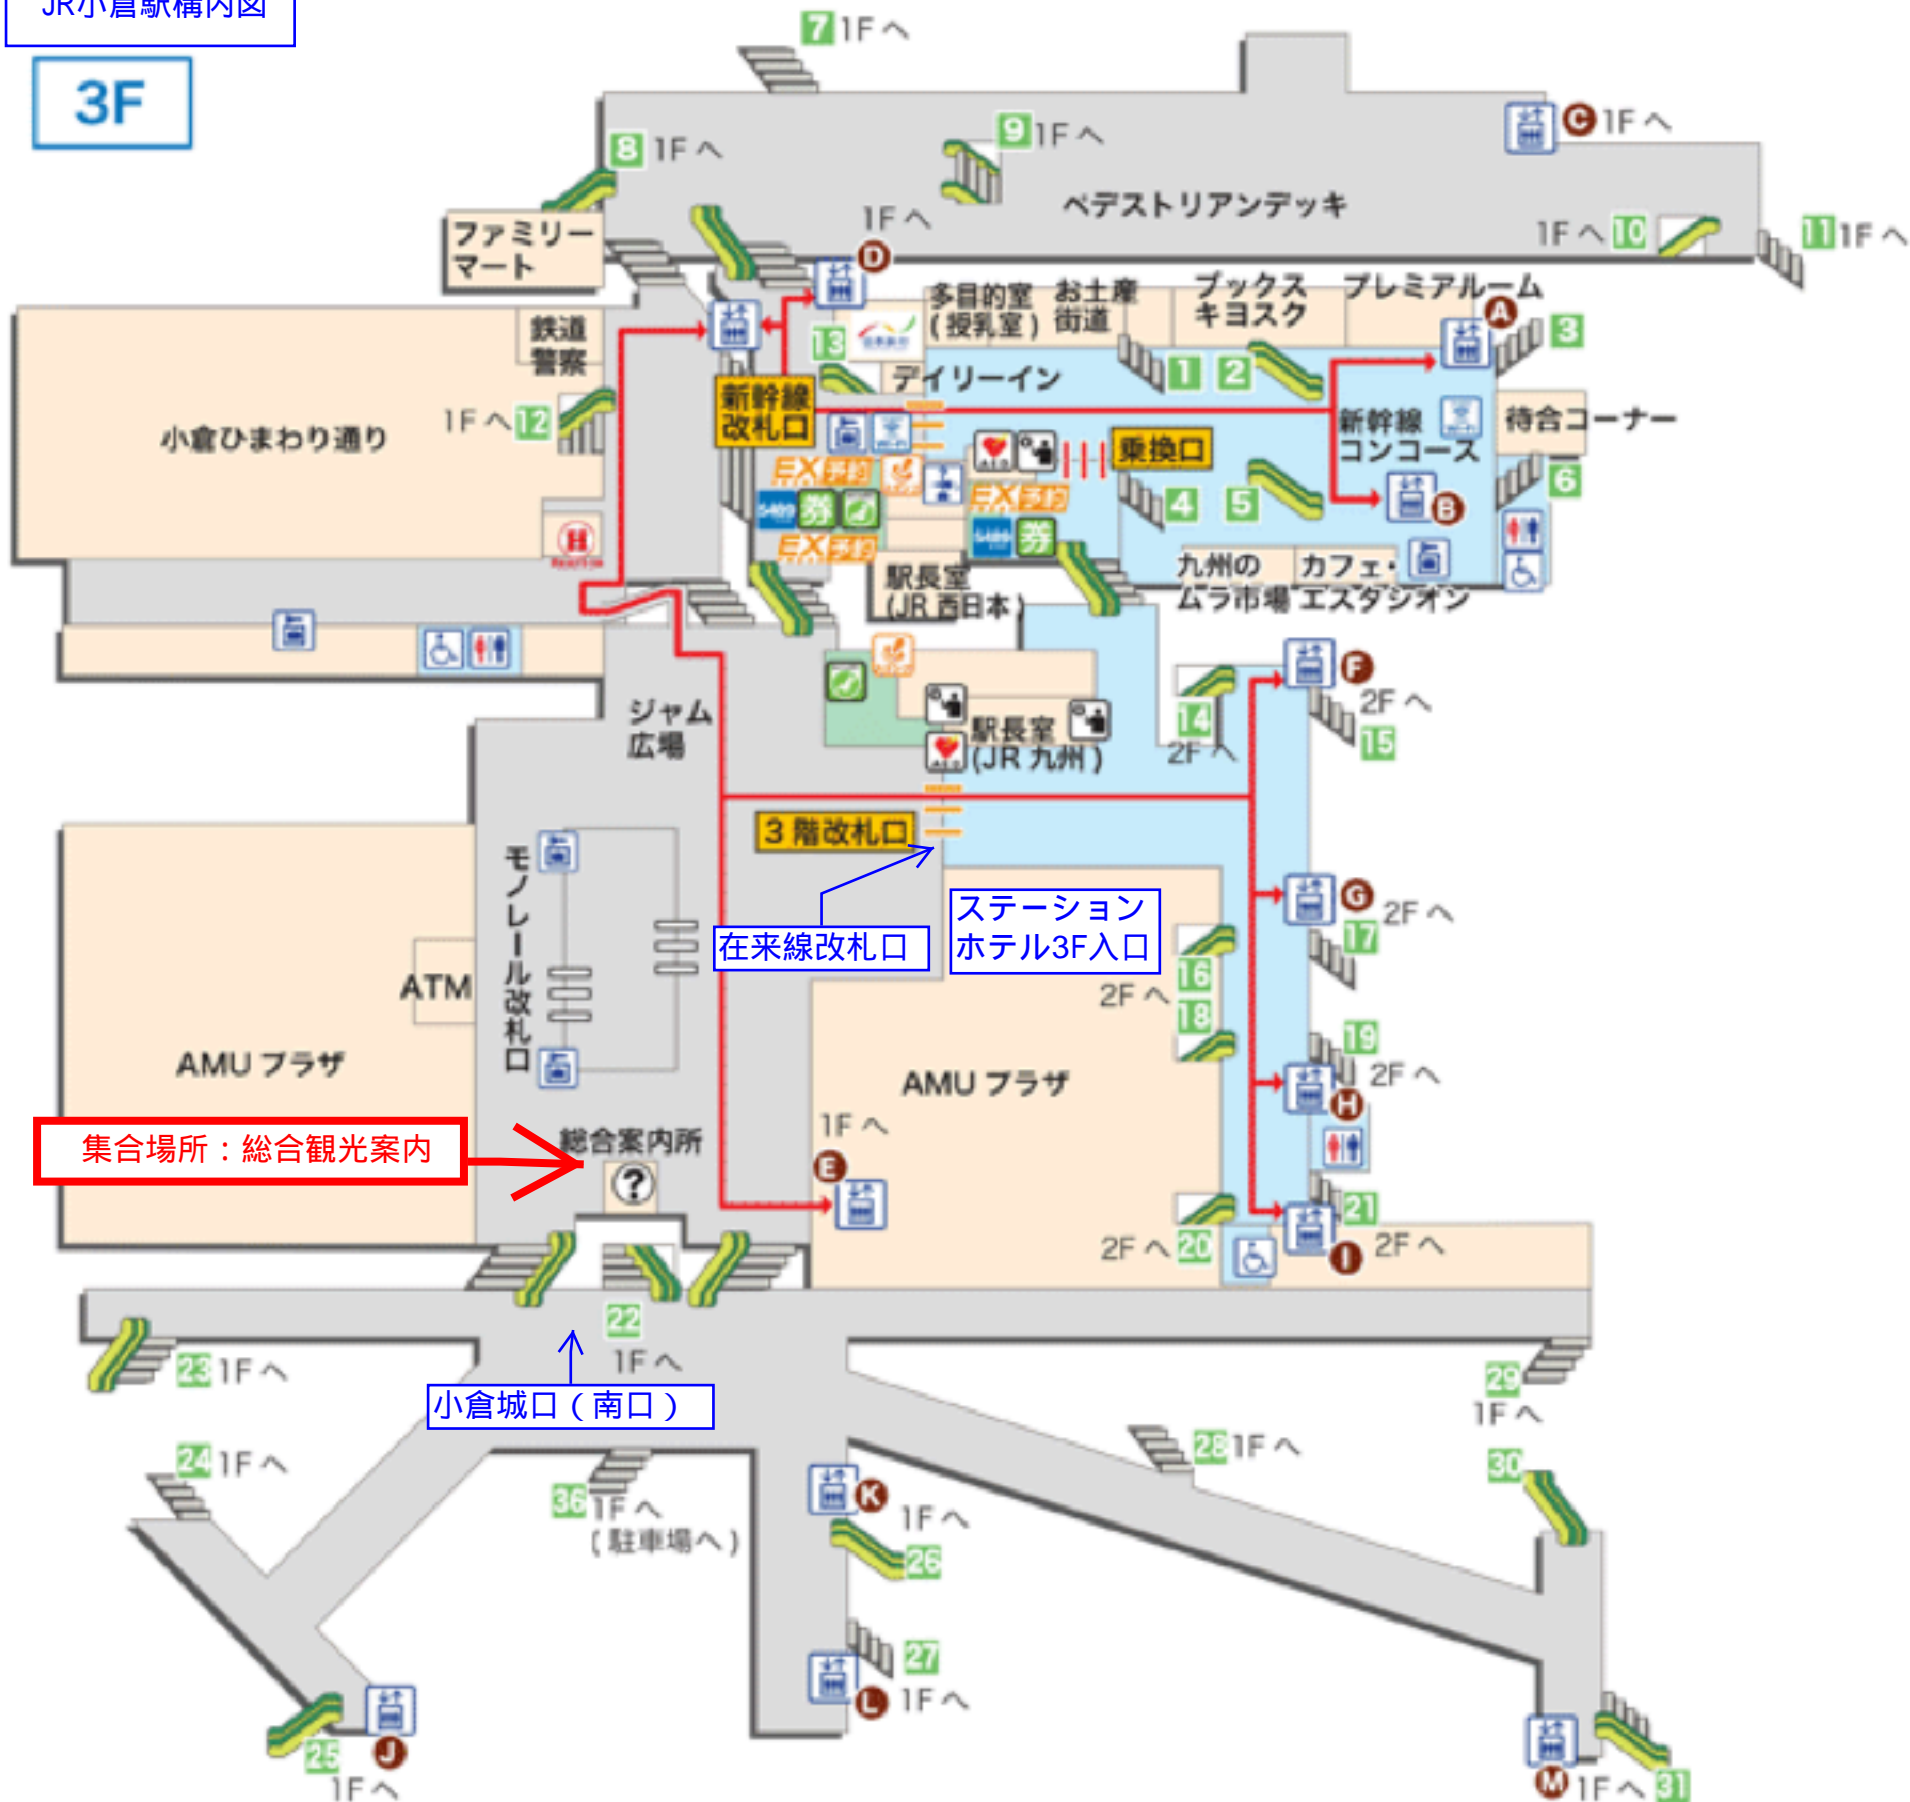 JR小倉駅構内図
3F
7 1Fへ
8 1Fへ
9 1Fへ
C 1Fへ
ペデストリアンデッキ
1Fへ 10
11 1Fへ
ファミリー
マート
1Fへ
D
鉄道
警察
小倉ひまわり通り
1Fへ 12
13
多目的室
(授乳室)
お土産
街道
ブックス
キヨスク
プレミアルーム
A
3
デイリーイン
1
2
新幹線
改札口
新幹線
コンコース
待合コーナー
乗換口
AED
EX予約
5489
券
EX予約
EX予約
5489
券
4
5
B
6
H
駅長室
(JR西日本)
九州の
ムラ市場
カフェ・
エスタシオン
ジャム
広場
駅長室
(JR九州)
AED
14
2Fへ
F
2Fへ
15
3階改札口
在来線改札口
ステーション
ホテル3F入口
モノレール改札口
ATM
AMUプラザ
G
2Fへ
17
16
2Fへ
18
19
2Fへ
H
AMUプラザ
集合場所：総合観光案内
総合案内所
?
1Fへ
E
21
2Fへ 20
I
2Fへ
22
1Fへ
小倉城口（南口）
23 1Fへ
24 1Fへ
25
1Fへ
J
36 1Fへ
(駐車場へ)
K
1Fへ
26
27
L 1Fへ
28 1Fへ
29
1Fへ
30
M 1Fへ 31